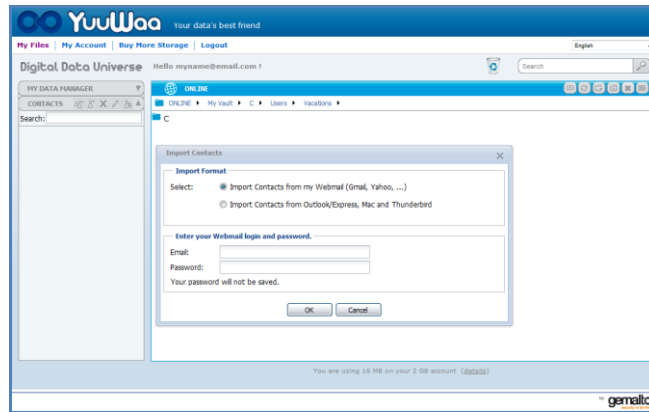 YuuWaa Your data's best friend
My Files | My Account | Buy More Storage | Logout English
Digital Data Universe Hello myname@email.com ! Search
MY DATA MANAGER ONLINE
CONTACTS ONLINE My Vault C Users Vacations
Search: C
Import Contacts
Import Format
Select: Import Contacts from my Webmail (Gmail, Yahoo, ...)
Import Contacts from Outlook/Express, Mac and Thunderbird
Enter your Webmail login and password.
Email:
Password:
Your password will not be saved.
OK Cancel
You are using 16 MB on your 2 GB account (details)
gemalto